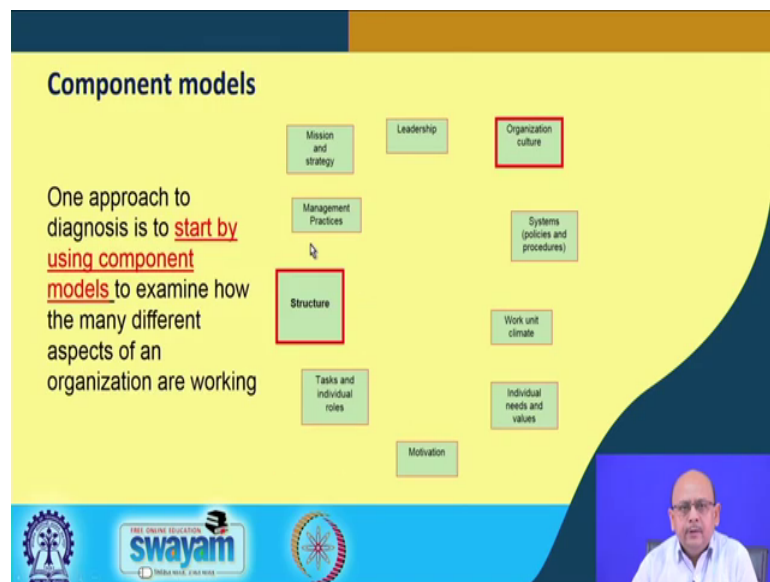 Component models
One approach to
diagnosis is to start by
using component
models to examine how
the many different
aspects of an
organization are working
Mission
and
strategy
Leadership
Organization
culture
Management
Practices
Systems
(policies and
procedures)
Structure
Work unit
climate
Tasks and
individual
roles
Individual
needs and
values
Motivation
FREE ONLINE EDUCATION
swayam